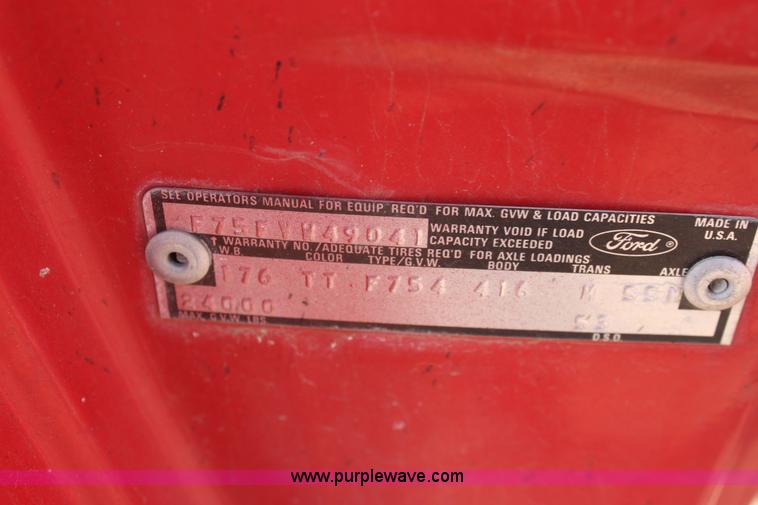 SEE OPERATORS MANUAL FOR EQUIP. REQ'D FOR MAX. GVW & LOAD CAPACITIES
F75FVM49041
WARRANTY VOID IF LOAD
CAPACITY EXCEEDED
Ford
MADE IN
U.S.A.
WARRANTY NO./ADEQUATE TIRES REQ'D FOR AXLE LOADINGS
W B COLOR TYPE/G.V.W. BODY TRANS AXLE
176 TT F754 416 M
24000
MAX. G.V.W. LBS D.S.O.
www.purplewave.com